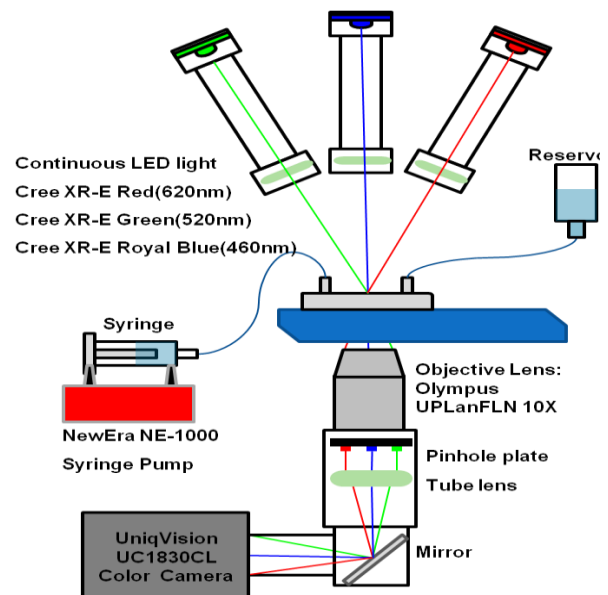 Continuous LED light
Cree XR-E Red(620nm)
Cree XR-E Green(520nm)
Cree XR-E Royal Blue(460nm)
Reservo
Syringe
NewEra NE-1000
Syringe Pump
Objective Lens:
Olympus
UPLanFLN 10X
Pinhole plate
Tube lens
Mirror
UniqVision
UC1830CL
Color Camera